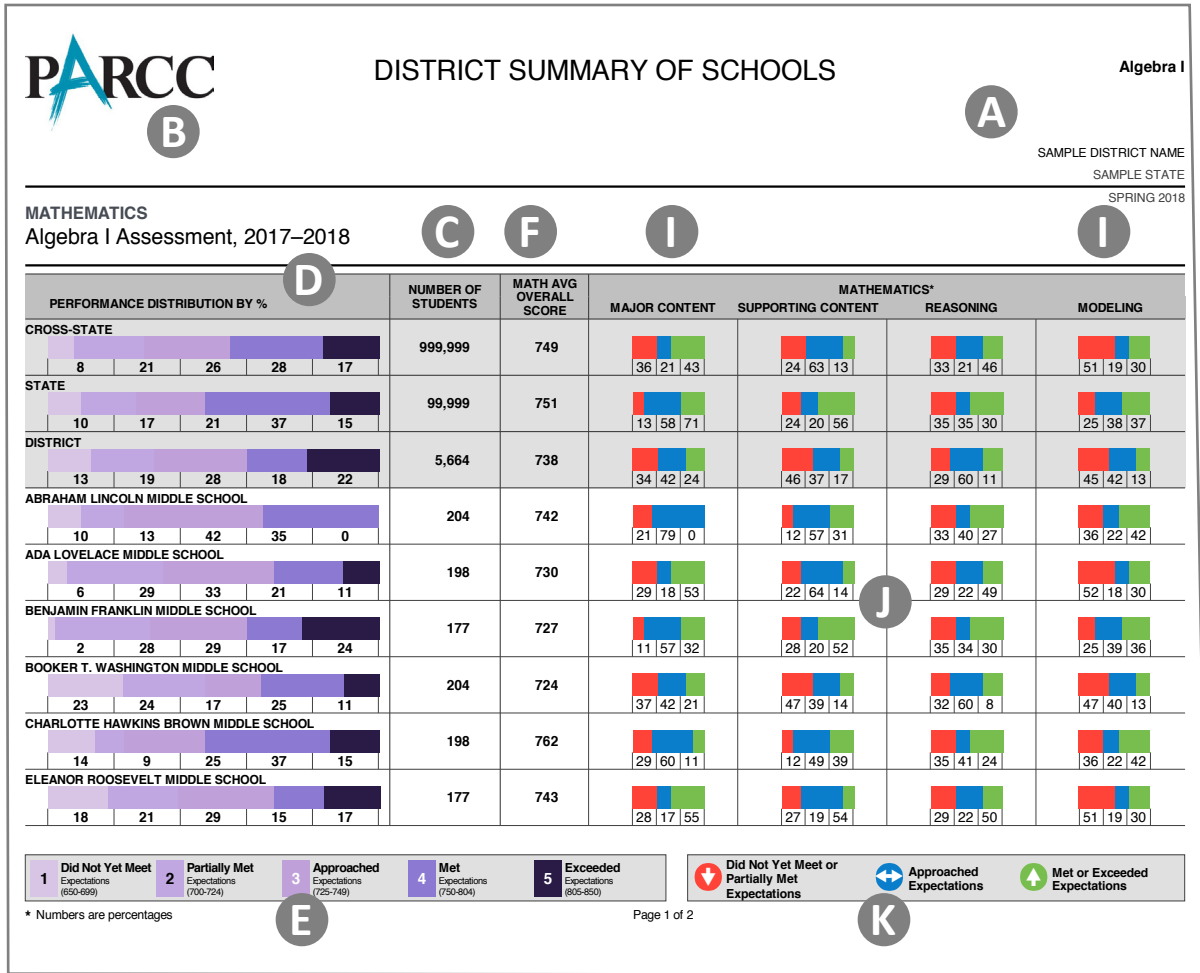 PARCC
DISTRICT SUMMARY OF SCHOOLS
Algebra I
A
B
SAMPLE DISTRICT NAME
SAMPLE STATE
SPRING 2018
MATHEMATICS
Algebra I Assessment, 2017–2018
C F I I
D
PERFORMANCE DISTRIBUTION BY %
NUMBER OF
STUDENTS
MATH AVG
OVERALL
SCORE
MATHEMATICS*
MAJOR CONTENT SUPPORTING CONTENT REASONING MODELING
CROSS-STATE
999,999 749
8 21 26 28 17 36 21 43 24 63 13 33 21 46 51 19 30
STATE
99,999 751
10 17 21 37 15 13 58 71 24 20 56 35 35 30 25 38 37
DISTRICT
5,664 738
13 19 28 18 22 34 42 24 46 37 17 29 60 11 45 42 13
ABRAHAM LINCOLN MIDDLE SCHOOL
204 742
10 13 42 35 0 21 79 0 12 57 31 33 40 27 36 22 42
ADA LOVELACE MIDDLE SCHOOL
198 730
6 29 33 21 11 29 18 53 22 64 14 29 22 49 52 18 30
J
BENJAMIN FRANKLIN MIDDLE SCHOOL
177 727
2 28 29 17 24 11 57 32 28 20 52 35 34 30 25 39 36
BOOKER T. WASHINGTON MIDDLE SCHOOL
204 724
23 24 17 25 11 37 42 21 47 39 14 32 60 8 47 40 13
CHARLOTTE HAWKINS BROWN MIDDLE SCHOOL
198 762
14 9 25 37 15 29 60 11 12 49 39 35 41 24 36 22 42
ELEANOR ROOSEVELT MIDDLE SCHOOL
177 743
18 21 29 15 17 28 17 55 27 19 54 29 22 50 51 19 30
1 Did Not Yet Meet
Expectations
(650-699)
2 Partially Met
Expectations
(700-724)
3 Approached
Expectations
(725-749)
4 Met
Expectations
(750-804)
5 Exceeded
Expectations
(805-850)
Did Not Yet Meet or
Partially Met
Expectations
Approached
Expectations
Met or Exceeded
Expectations
* Numbers are percentages
E
Page 1 of 2
K